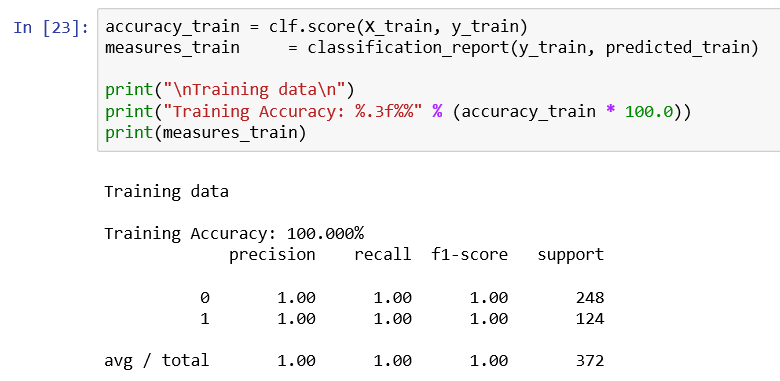 In [23]: accuracy_train = clf.score(X_train, y_train)
measures_train     = classification_report(y_train, predicted_train)
print("\nTraining data\n")
print("Training Accuracy: %.3f%%" % (accuracy_train * 100.0))
print(measures_train)
Training data
Training Accuracy: 100.000%
             precision    recall  f1-score   support
          0       1.00      1.00      1.00       248
          1       1.00      1.00      1.00       124
avg / total       1.00      1.00      1.00       372